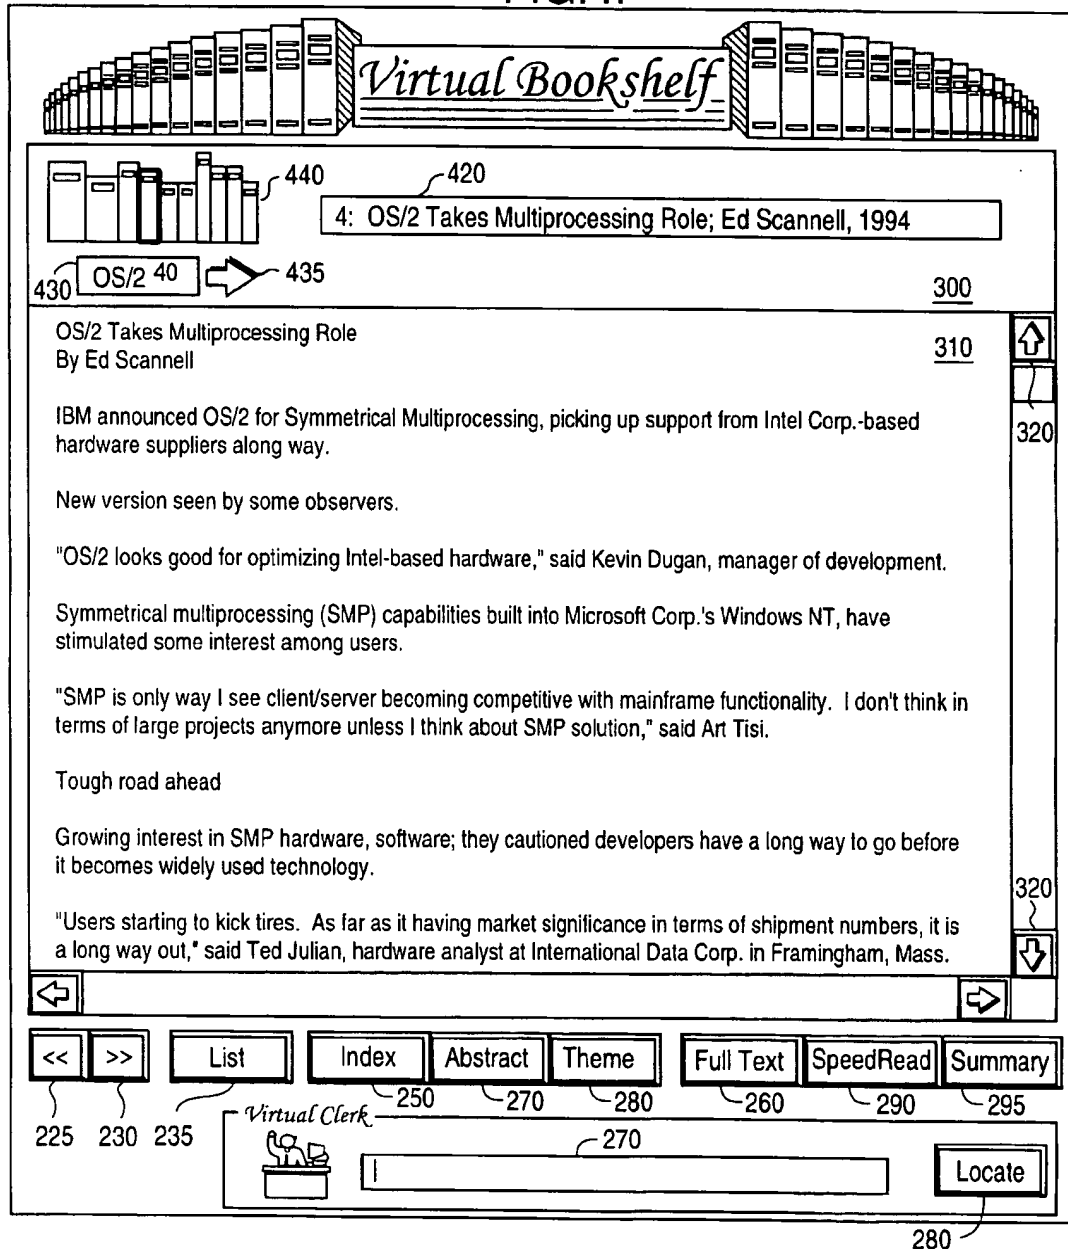 Virtual Bookshelf
440
420
4: OS/2 Takes Multiprocessing Role; Ed Scannell, 1994
430
OS/2 40
435
300
OS/2 Takes Multiprocessing Role
310
By Ed Scannell
IBM announced OS/2 for Symmetrical Multiprocessing, picking up support from Intel Corp.-based
hardware suppliers along way.
320
New version seen by some observers.
"OS/2 looks good for optimizing Intel-based hardware," said Kevin Dugan, manager of development.
Symmetrical multiprocessing (SMP) capabilities built into Microsoft Corp.'s Windows NT, have
stimulated some interest among users.
"SMP is only way I see client/server becoming competitive with mainframe functionality. I don't think in
terms of large projects anymore unless I think about SMP solution," said Art Tisi.
Tough road ahead
Growing interest in SMP hardware, software; they cautioned developers have a long way to go before
it becomes widely used technology.
320
"Users starting to kick tires. As far as it having market significance in terms of shipment numbers, it is
a long way out," said Ted Julian, hardware analyst at International Data Corp. in Framingham, Mass.
<< >> List Index Abstract Theme Full Text SpeedRead Summary
225 230 235 250 270 280 260 290 295
Virtual Clerk
270
Locate
280